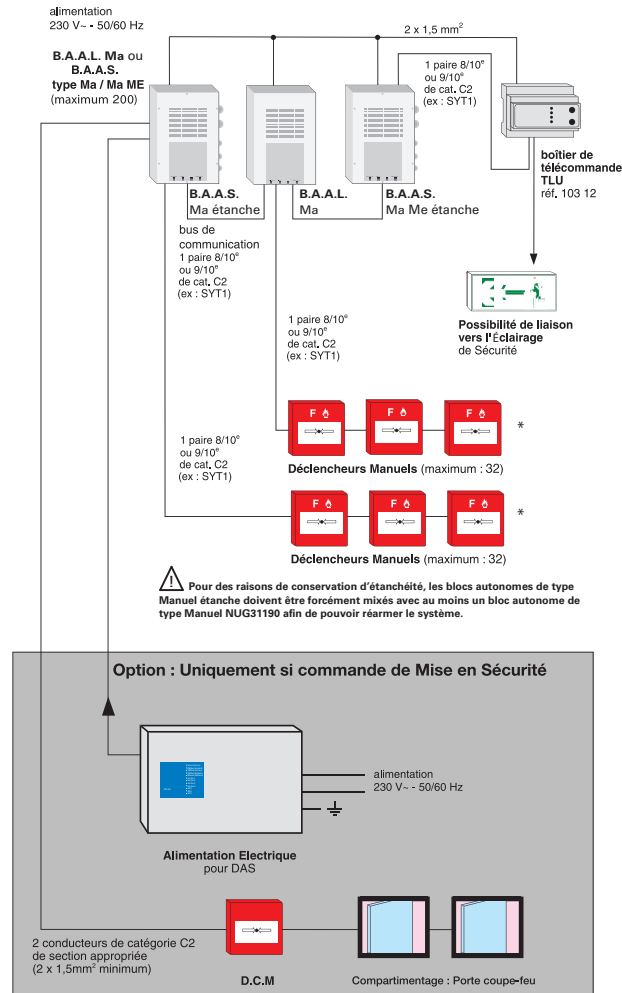 alimentation
230 V~ - 50/60 Hz
2 x 1,5 mm²
B.A.A.L. Ma ou
B.A.A.S.
type Ma / Ma ME
(maximum 200)
1 paire 8/10e
ou 9/10e
de cat. C2
(ex : SYT1)
boîtier de
télécommande
TLU
réf. 103 12
B.A.A.S.
Ma étanche
B.A.A.L.
Ma
B.A.A.S.
Ma Me étanche
bus de
communication
1 paire 8/10e
ou 9/10e
de cat. C2
(ex : SYT1)
Possibilité de liaison
vers l'Éclairage
de Sécurité
1 paire 8/10e
ou 9/10e
de cat. C2
(ex : SYT1)
F
F
F
*
Déclencheurs Manuels (maximum : 32)
1 paire 8/10e
ou 9/10e
de cat. C2
(ex : SYT1)
F
F
F
*
Déclencheurs Manuels (maximum : 32)
! Pour des raisons de conservation d'étanchéité, les blocs autonomes de type
Manuel étanche doivent être forcément mixés avec au moins un bloc autonome de
type Manuel NUG31190 afin de pouvoir réarmer le système.
Option : Uniquement si commande de Mise en Sécurité
alimentation
230 V~ - 50/60 Hz
Alimentation Electrique
pour DAS
2 conducteurs de catégorie C2
de section appropriée
(2 x 1,5mm² minimum)
D.C.M
Compartimentage : Porte coupe-feu